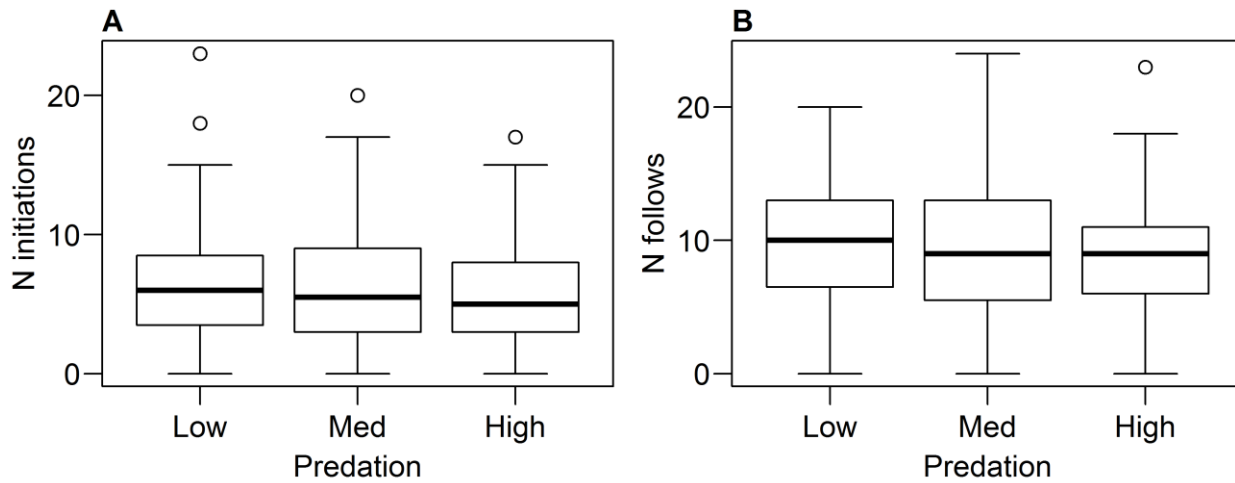 A
N initiations
20
10
0
Low Med High
Predation
B
N follows
20
10
0
Low Med High
Predation